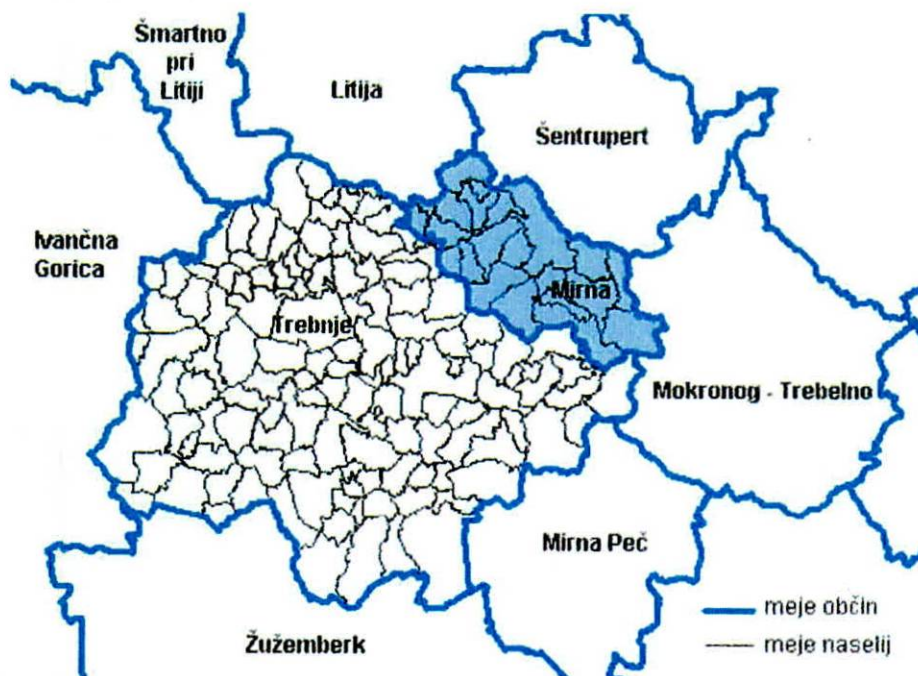 Šmartno
pri
Litiji
Litija
Šentrupert
Ivančna
Gorica
Mirna
Trebnje
Mokronog - Trebelno
Mirna Peč
Žužemberk
meje občin
meje naselij